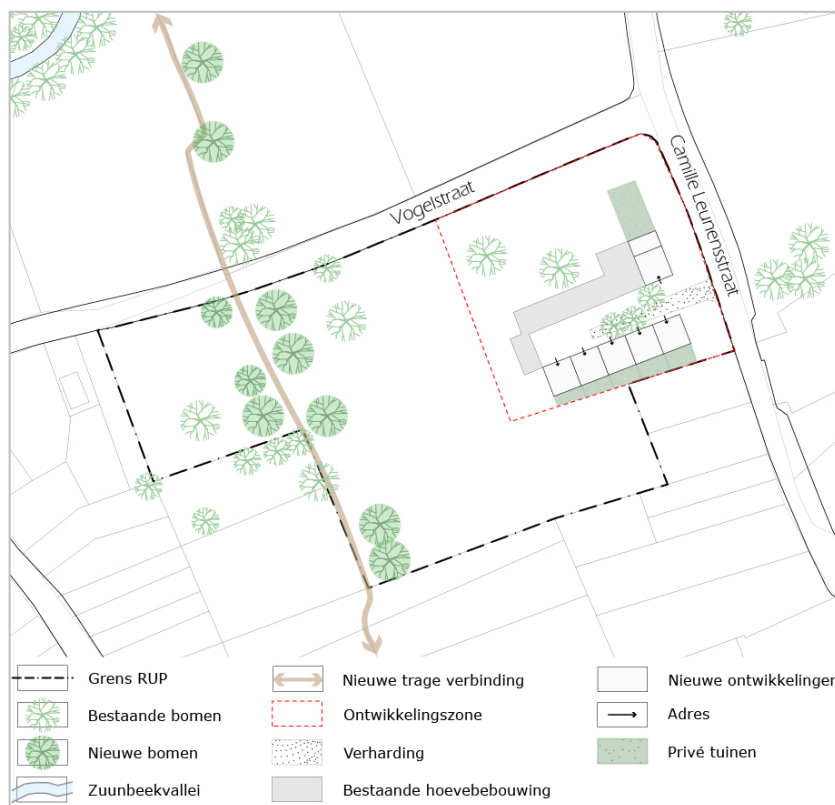 Vogelstraat
Camille Leunensstraat
Grens RUP
Bestaande bomen
Nieuwe bomen
Zuunbeekvallei
Nieuwe trage verbinding
Ontwikkelingszone
Verharding
Bestaande hoevebebouwing
Nieuwe ontwikkelingen
Adres
Privé tuinen